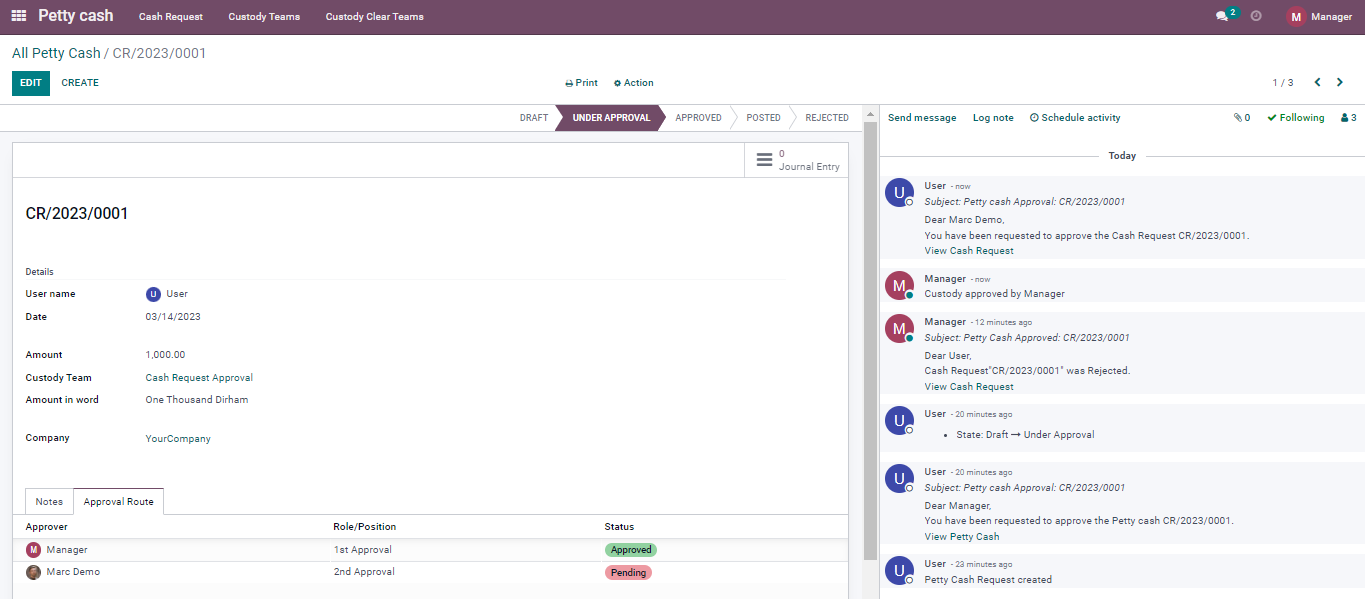 Petty cash Cash Request Custody Teams Custody Clear Teams 2 M Manager
All Petty Cash / CR/2023/0001
EDIT CREATE Print Action 1 / 3
DRAFT UNDER APPROVAL APPROVED POSTED REJECTED
0
Journal Entry
CR/2023/0001
Details
User name U User
Date 03/14/2023
Amount 1,000.00
Custody Team Cash Request Approval
Amount in word One Thousand Dirham
Company YourCompany
Notes Approval Route
Approver Role/Position Status
M Manager 1st Approval Approved
Marc Demo 2nd Approval Pending
Send message Log note Schedule activity 0 Following 3
Today
U User - now
Subject: Petty cash Approval: CR/2023/0001
Dear Marc Demo,
You have been requested to approve the Cash Request CR/2023/0001.
View Cash Request
M Manager - now
Custody approved by Manager
M Manager - 12 minutes ago
Subject: Petty Cash Approved: CR/2023/0001
Dear User,
Cash Request"CR/2023/0001" was Rejected.
View Cash Request
U User - 20 minutes ago
• State: Draft → Under Approval
U User - 20 minutes ago
Subject: Petty cash Approval: CR/2023/0001
Dear Manager,
You have been requested to approve the Petty cash CR/2023/0001.
View Petty Cash
U User - 23 minutes ago
Petty Cash Request created